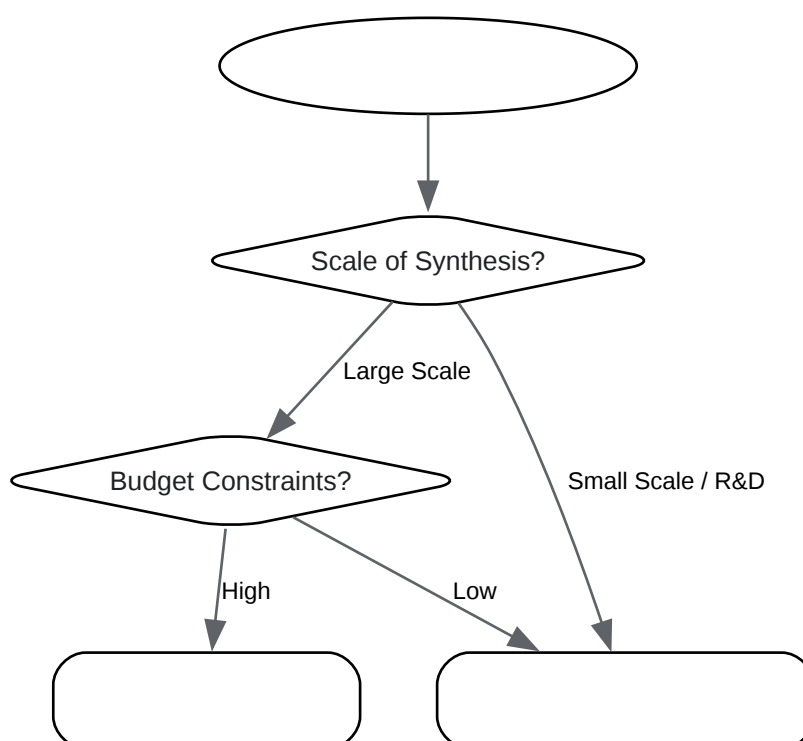 Scale of Synthesis?
Large Scale
Budget Constraints?
Small Scale / R&D
High
Low